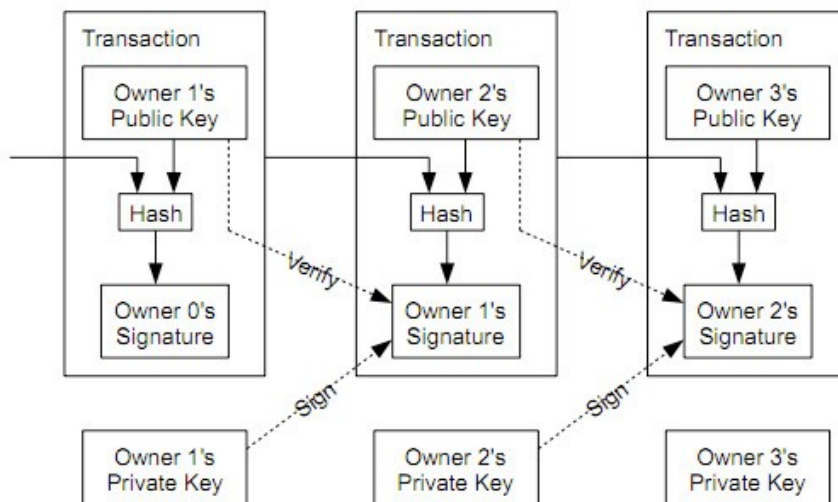 Transaction
Transaction
Transaction
Owner 1's
Public Key
Owner 2's
Public Key
Owner 3's
Public Key
Hash
Hash
Hash
Verify
Verify
Owner 0's
Signature
Owner 1's
Signature
Owner 2's
Signature
Sign
Sign
Owner 1's
Private Key
Owner 2's
Private Key
Owner 3's
Private Key